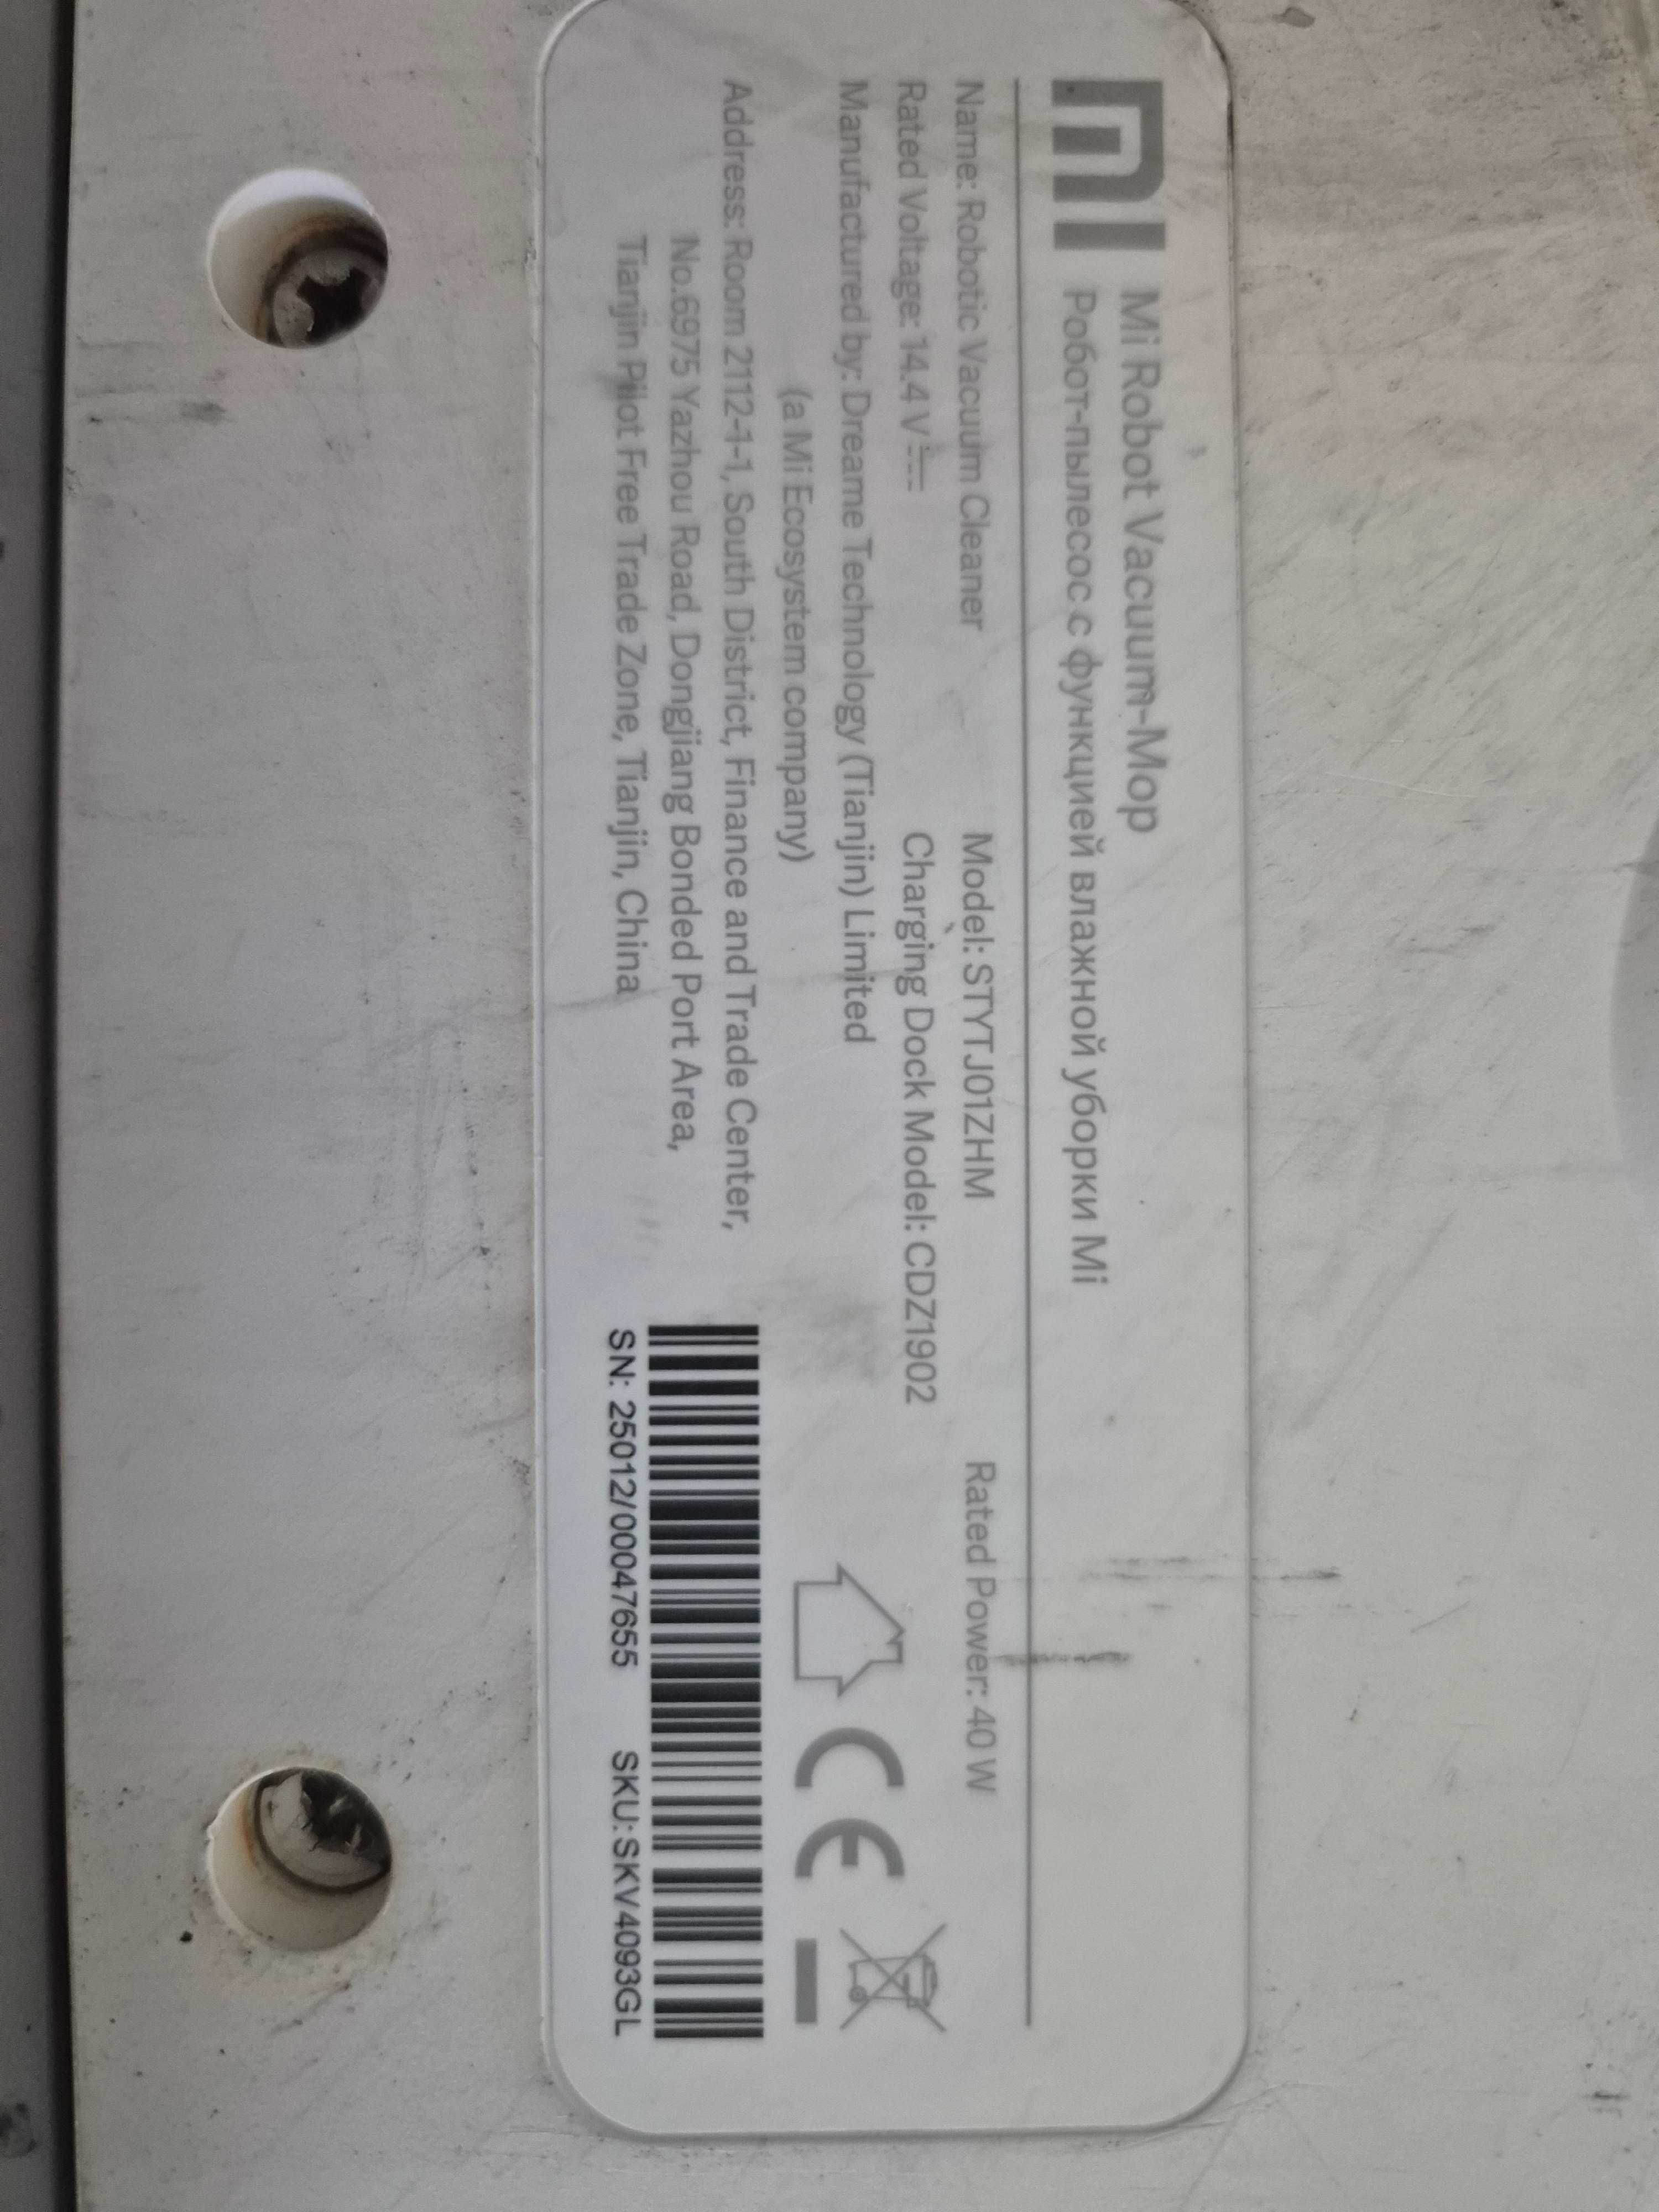 MI
Mi Robot Vacuum-Mop
Робот-пылесос с функцией влажной уборки Mi
Name: Robotic Vacuum Cleaner Model: STYTJ01ZHM Rated Power: 40 W
Rated Voltage: 14.4 V⎓ Charging Dock Model: CDZ1902
Manufactured by: Dreame Technology (Tianjin) Limited
(a Mi Ecosystem company)
Address: Room 2112-1-1, South District, Finance and Trade Center,
No.6975 Yazhou Road, Dongjiang Bonded Port Area,
Tianjin Pilot Free Trade Zone, Tianjin, China
CE
SN: 25012/00047655 SKU:SKV4093GL